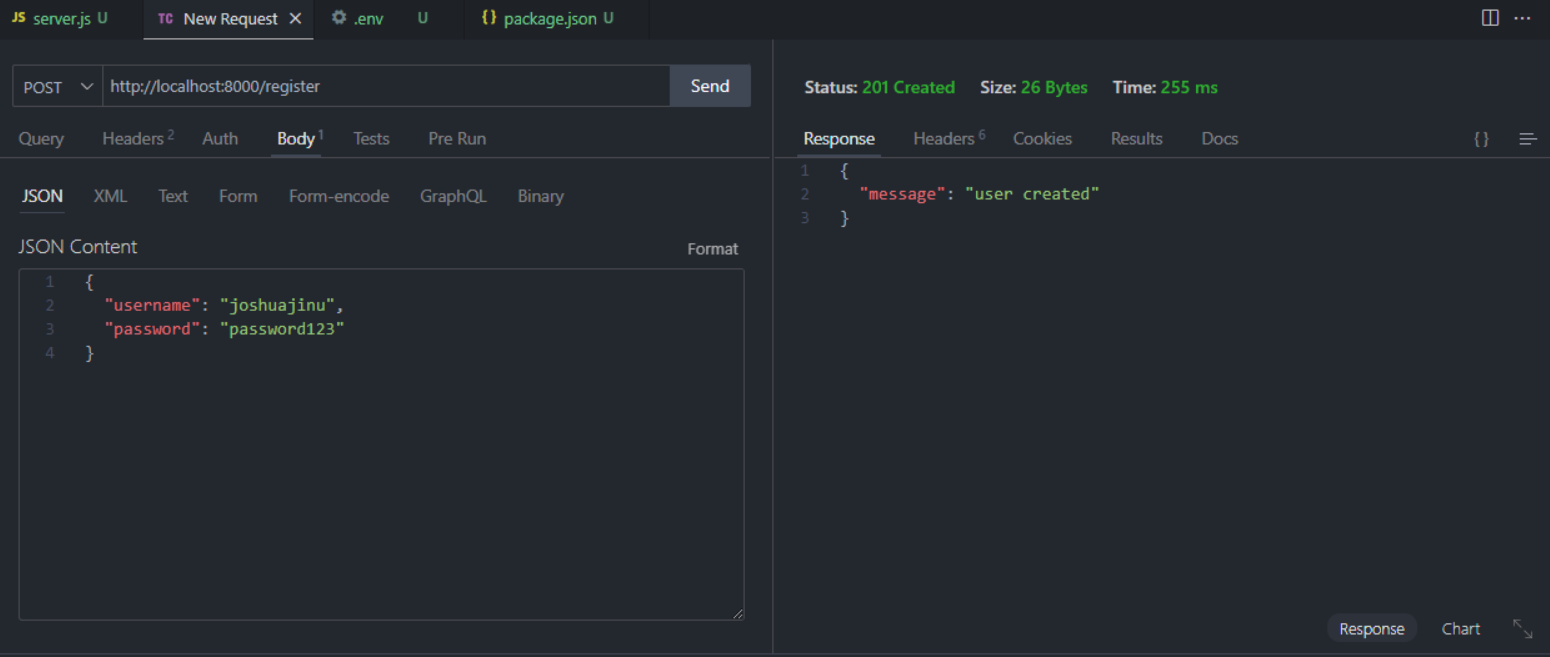 JS server.js U TC New Request × .env U {} package.json U ...
POST http://localhost:8000/register Send
Query Headers 2 Auth Body 1 Tests Pre Run
JSON XML Text Form Form-encode GraphQL Binary
JSON Content Format
1 {
2 "username": "joshuajinu",
3 "password": "password123"
4 }
Status: 201 Created Size: 26 Bytes Time: 255 ms
Response Headers 6 Cookies Results Docs {}
1 {
2 "message": "user created"
3 }
Response Chart